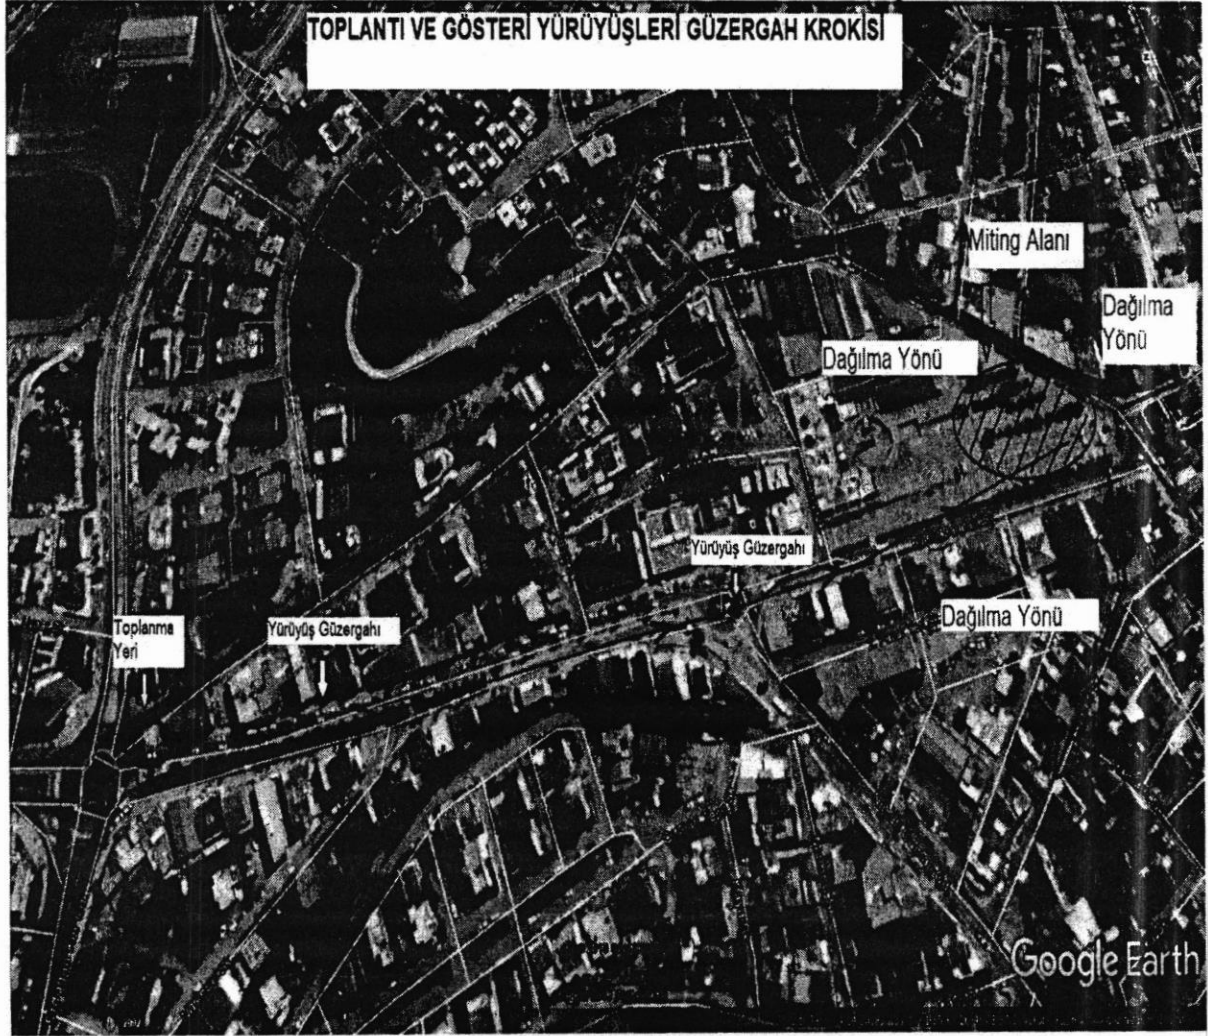 TOPLANTI VE GÖSTERİ YÜRÜYÜŞLERİ GÜZERGAH KROKİSİ
Miting Alanı
Dağılma
Yönü
Dağılma Yönü
Yürüyüş Güzergahı
Dağılma Yönü
Toplanma
Yeri
Yürüyüş Güzergahı
Google Earth